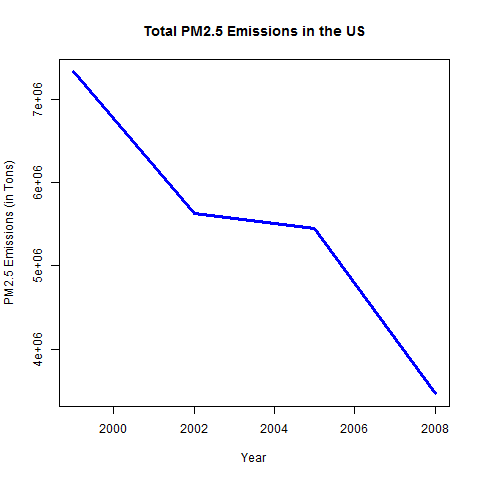 Total PM2.5 Emissions in the US
PM2.5 Emissions (in Tons)
7e+06
6e+06
5e+06
4e+06
2000 2002 2004 2006 2008
Year